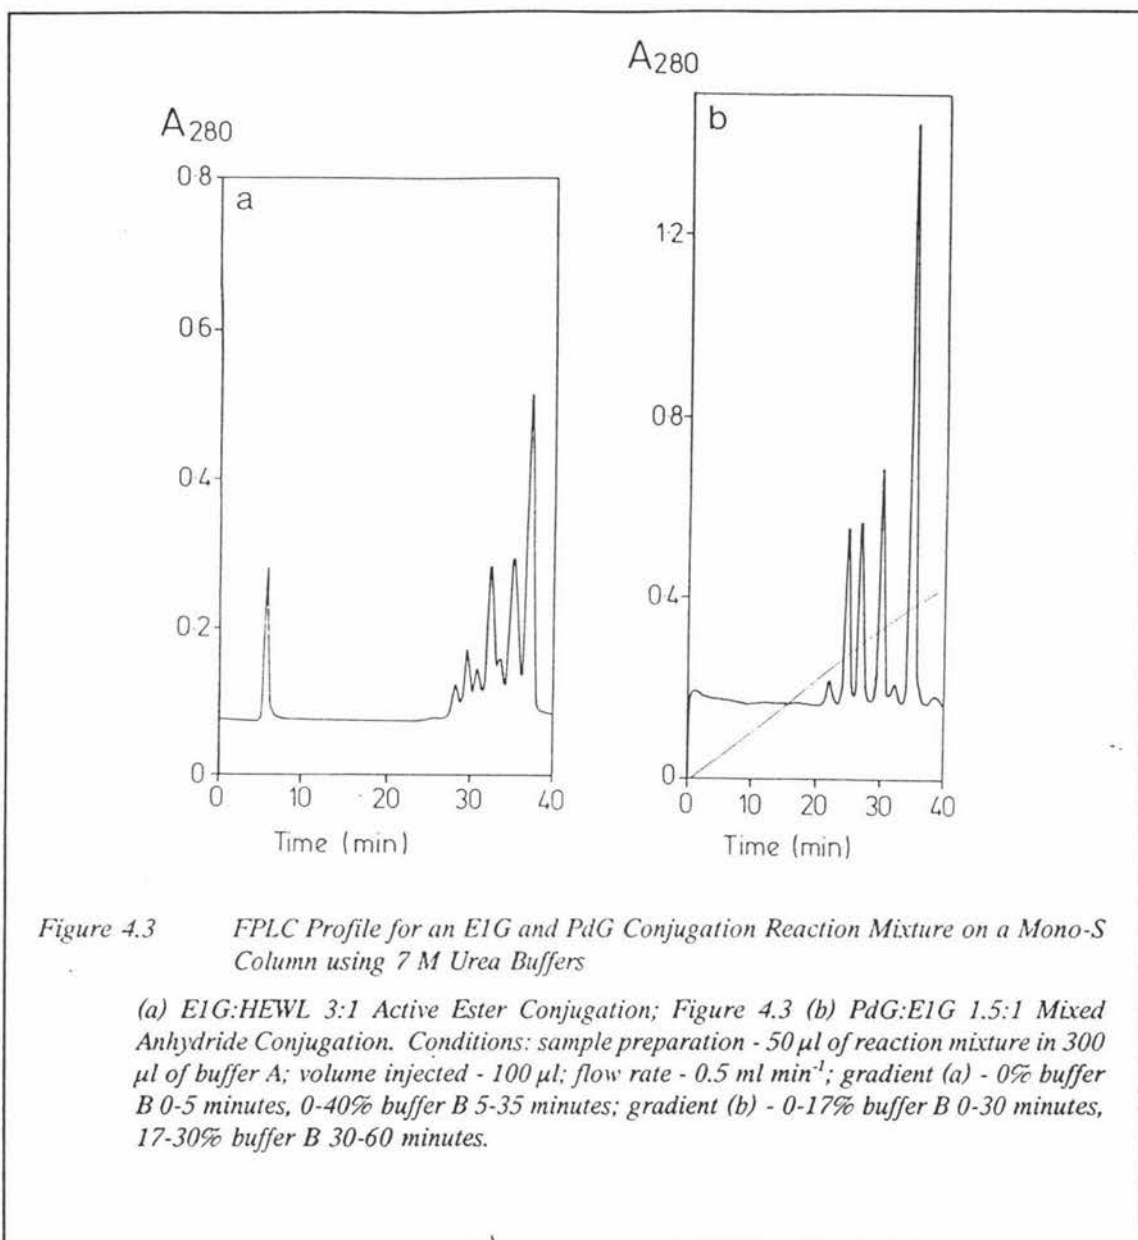 A280
a
0·8
0·6
0·4
0·2
0
0 10 20 30 40
Time (min)
A280
b
1·2
0·8
0·4
0
0 10 20 30 40
Time (min)
Figure 4.3 FPLC Profile for an E1G and PdG Conjugation Reaction Mixture on a Mono-S
Column using 7 M Urea Buffers
(a) E1G:HEWL 3:1 Active Ester Conjugation; Figure 4.3 (b) PdG:E1G 1.5:1 Mixed
Anhydride Conjugation. Conditions: sample preparation - 50 μl of reaction mixture in 300
μl of buffer A; volume injected - 100 μl; flow rate - 0.5 ml min⁻¹; gradient (a) - 0% buffer
B 0-5 minutes, 0-40% buffer B 5-35 minutes; gradient (b) - 0-17% buffer B 0-30 minutes,
17-30% buffer B 30-60 minutes.